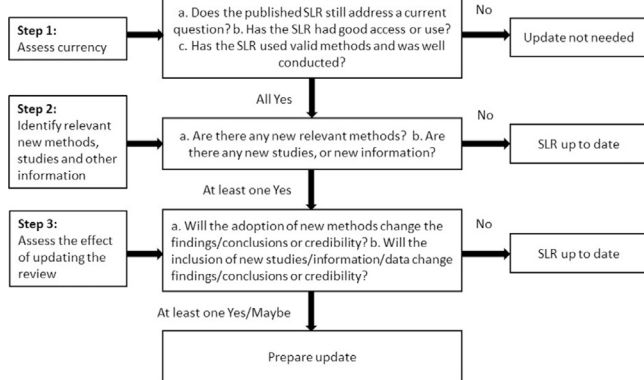 a. Does the published SLR still address a current
question? b. Has the SLR had good access or use?
c. Has the SLR used valid methods and was well
conducted?
Step 1:
Assess currency
No
Update not needed
All Yes
Step 2:
Identify relevant
new methods,
studies and other
information
a. Are there any new relevant methods? b. Are
there any new studies, or new information?
No
SLR up to date
At least one Yes
Step 3:
Assess the effect
of updating the
review
a. Will the adoption of new methods change the
findings/conclusions or credibility? b. Will the
inclusion of new studies/information/data change
findings/conclusions or credibility?
No
SLR up to date
At least one Yes/Maybe
Prepare update